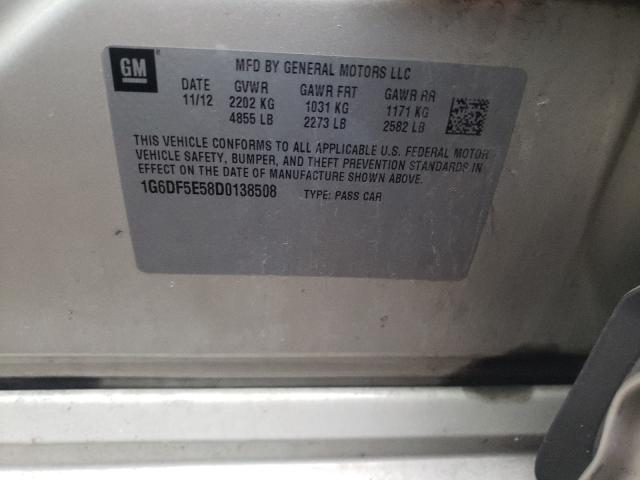 GM
MFD BY GENERAL MOTORS LLC
DATE GVWR GAWR FRT GAWR RR
11/12 2202 KG 1031 KG 1171 KG
4855 LB 2273 LB 2582 LB
THIS VEHICLE CONFORMS TO ALL APPLICABLE U.S. FEDERAL MOTOR
VEHICLE SAFETY, BUMPER, AND THEFT PREVENTION STANDARDS IN
EFFECT ON THE DATE OF MANUFACTURE SHOWN ABOVE.
1G6DF5E58D0138508 TYPE: PASS CAR